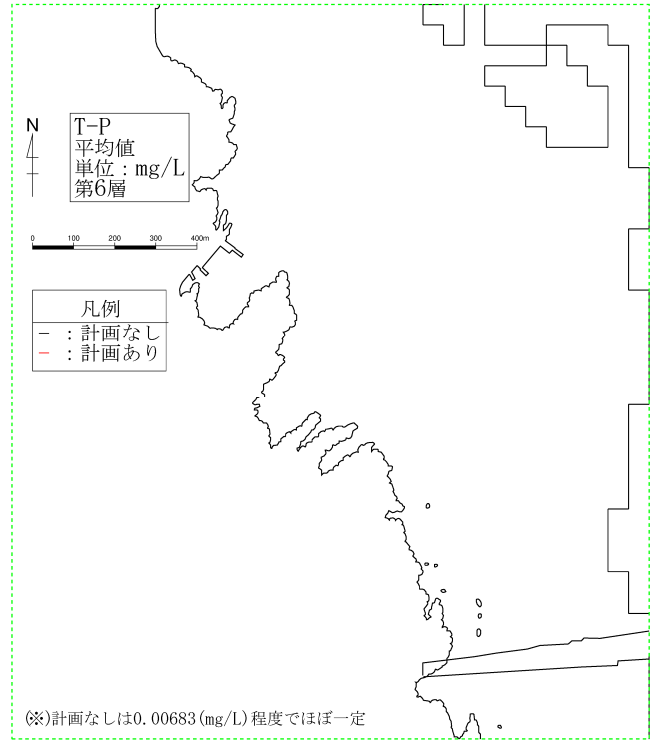 T-P
平均値
単位：mg/L
第6層
N
0 100 200 300 400m
凡例
－ ：計画なし
－ ：計画あり
(※)計画なしは0.00683(mg/L)程度でほぼ一定